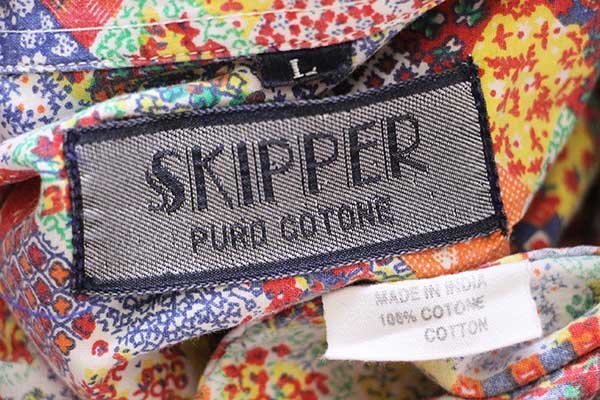 L
SKIPPER
PURO COTONE
MADE IN INDIA
100% COTONE
COTTON